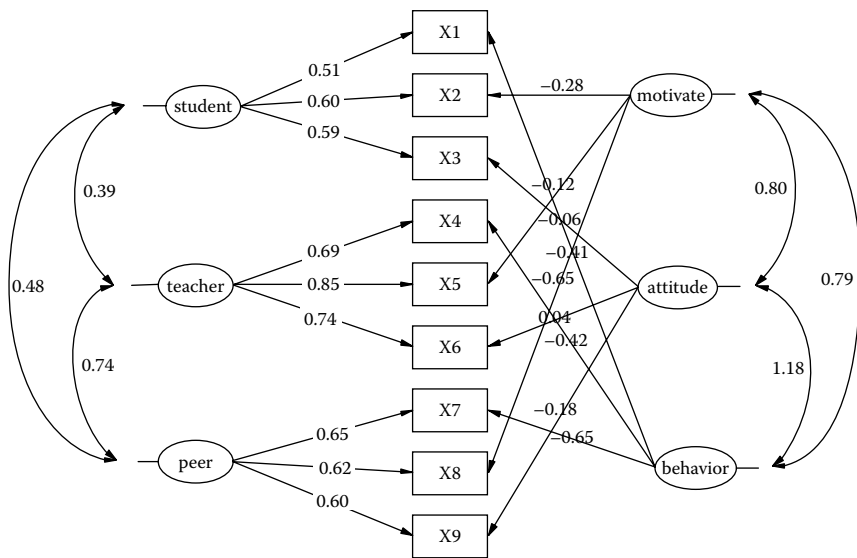 X1
0.51
student
0.60
X2
−0.28
motivate
0.59
X3
0.39
−0.12
0.80
0.69
X4
−0.06
−0.41
teacher
0.85
X5
−0.65
attitude
0.48
0.79
0.74
X6
0.04
−0.42
0.74
1.18
X7
−0.18
0.65
−0.65
peer
0.62
X8
behavior
0.60
X9